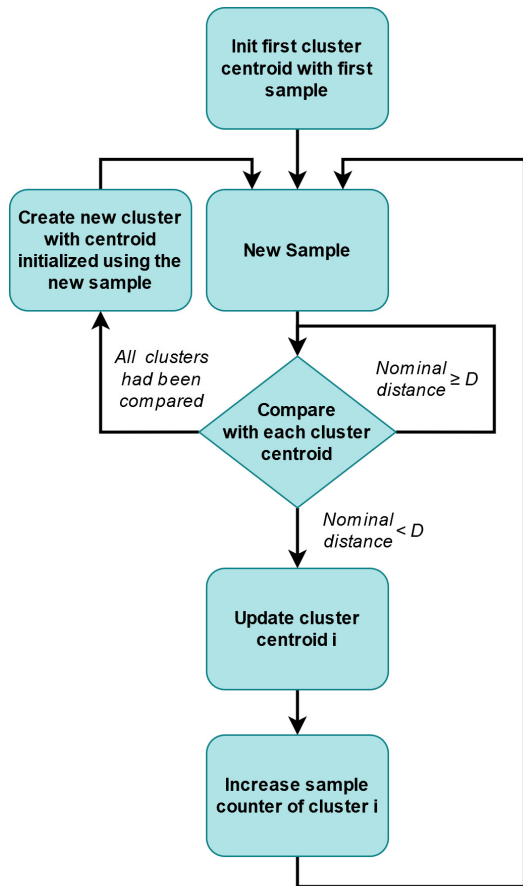 Init first cluster
centroid with first
sample
Create new cluster
with centroid
initialized using the
new sample
New Sample
All clusters
had been
compared
Compare
with each cluster
centroid
Nominal
distance ≥ D
Nominal
distance < D
Update cluster
centroid i
Increase sample
counter of cluster i